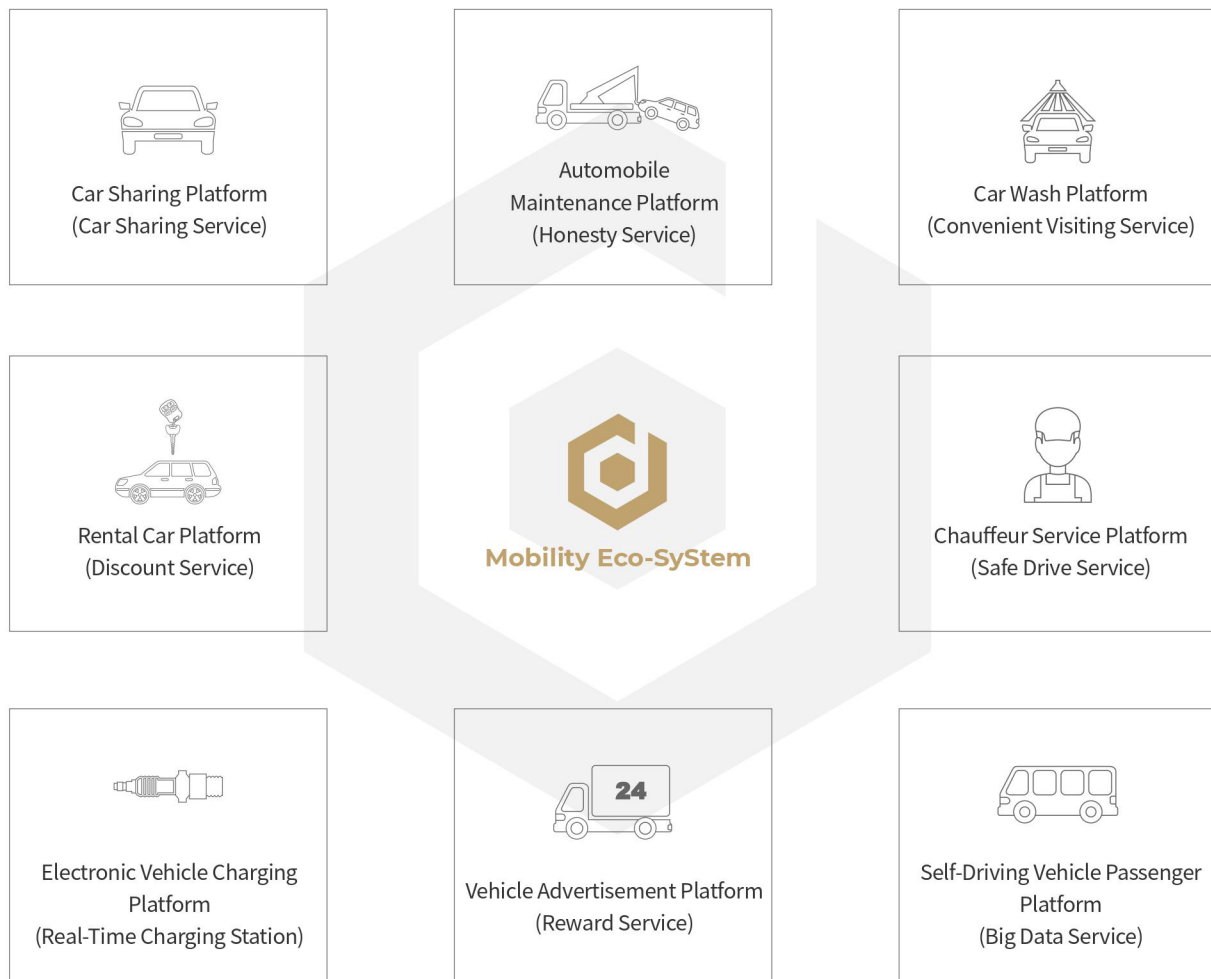 Car Sharing Platform
(Car Sharing Service)
Automobile
Maintenance Platform
(Honesty Service)
Car Wash Platform
(Convenient Visiting Service)
Rental Car Platform
(Discount Service)
Mobility Eco-SyStem
Chauffeur Service Platform
(Safe Drive Service)
Electronic Vehicle Charging
Platform
(Real-Time Charging Station)
24
Vehicle Advertisement Platform
(Reward Service)
Self-Driving Vehicle Passenger
Platform
(Big Data Service)